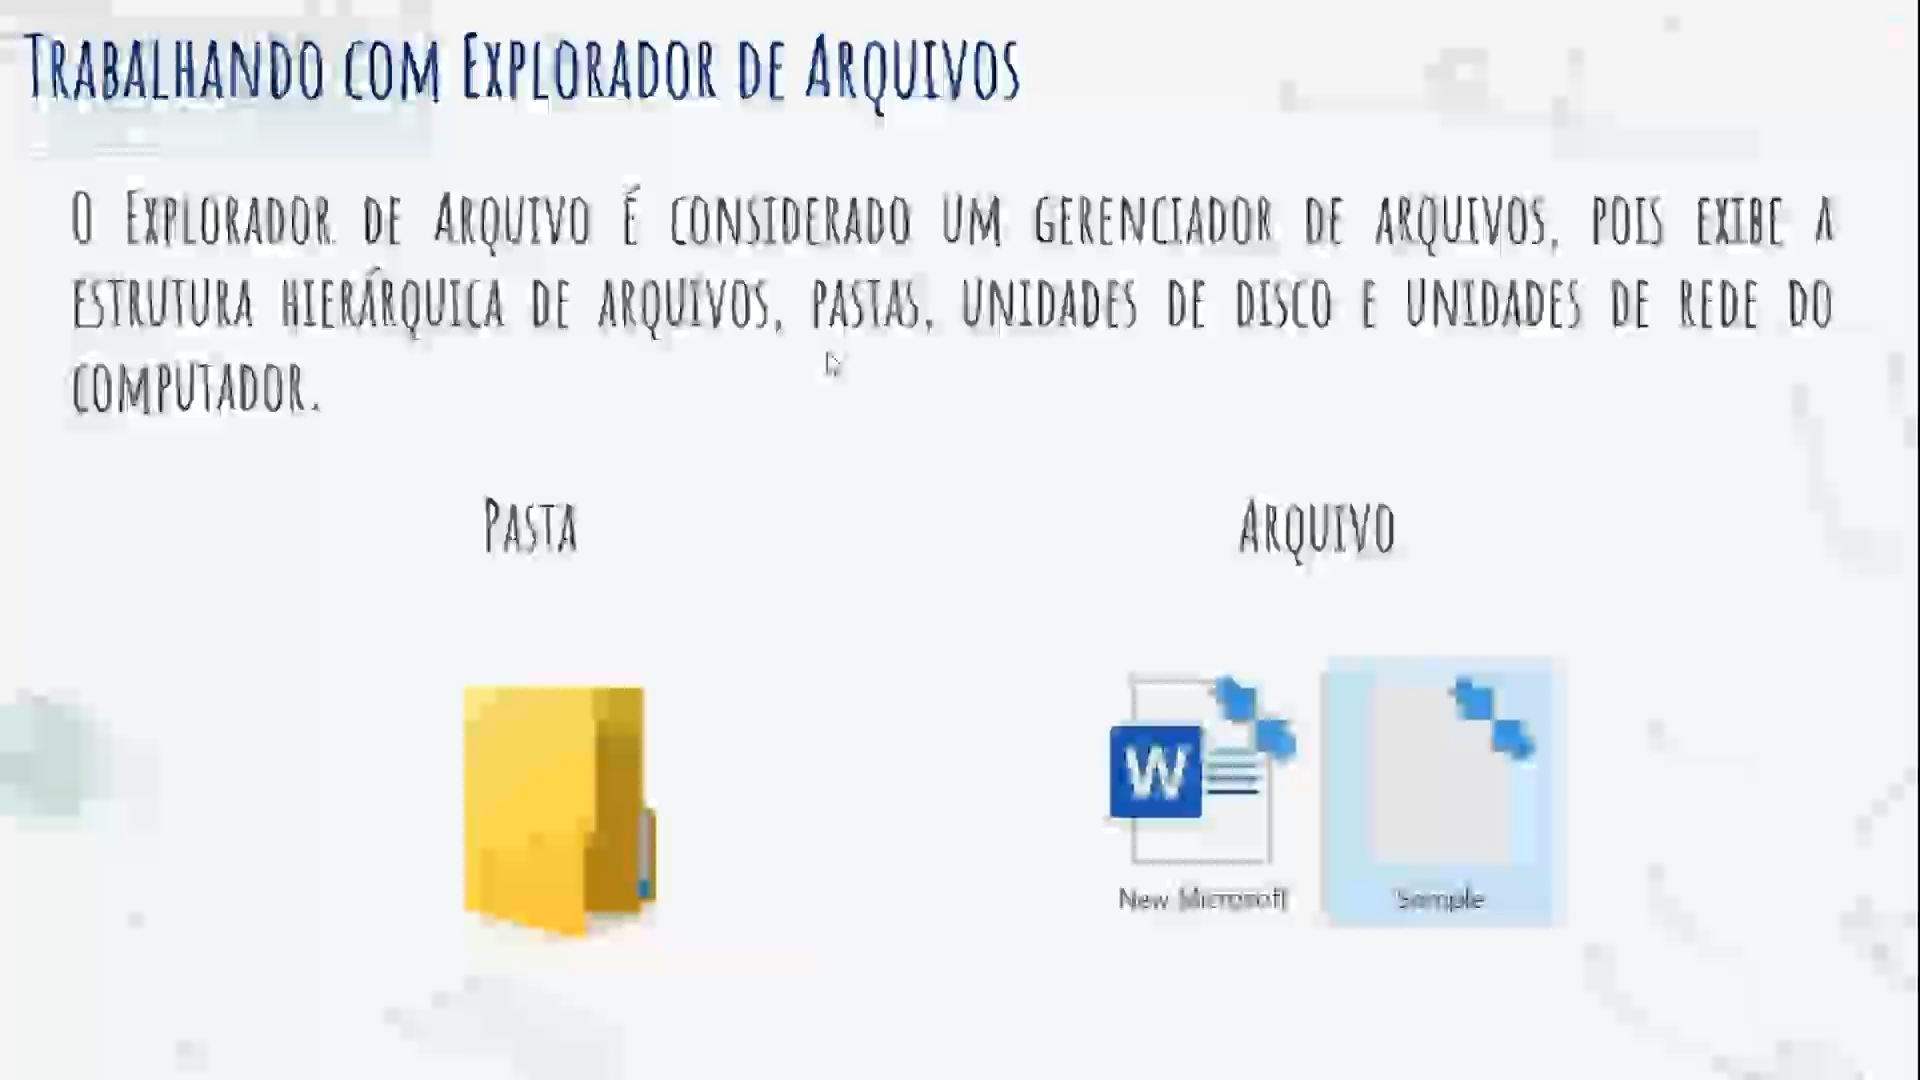 Trabalhando com Explorador de Arquivos
O Explorador de Arquivo é considerado um gerenciador de arquivos, pois exibe a
estrutura hierárquica de arquivos, pastas, unidades de disco e unidades de rede do
computador.
Pasta
Arquivo
W
New Microsoft
Sample